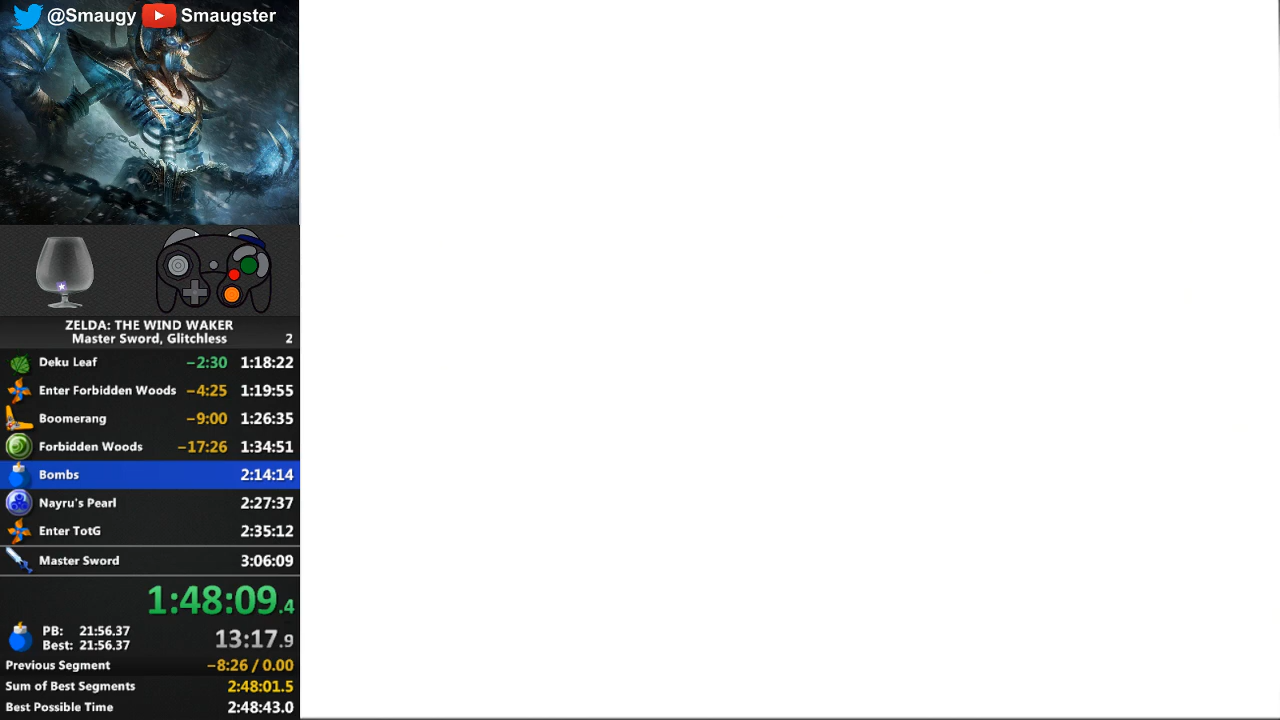 @Smaugy Smaugster
ZELDA: THE WIND WAKER
Master Sword, Glitchless 2
Deku Leaf −2:30 1:18:22
Enter Forbidden Woods −4:25 1:19:55
Boomerang −9:00 1:26:35
Forbidden Woods −17:26 1:34:51
Bombs 2:14:14
Nayru's Pearl 2:27:37
Enter TotG 2:35:12
Master Sword 3:06:09
1:48:09.4
PB: 21:56.37 13:17.9
Best: 21:56.37
Previous Segment −8:26 / 0.00
Sum of Best Segments 2:48:01.5
Best Possible Time 2:48:43.0